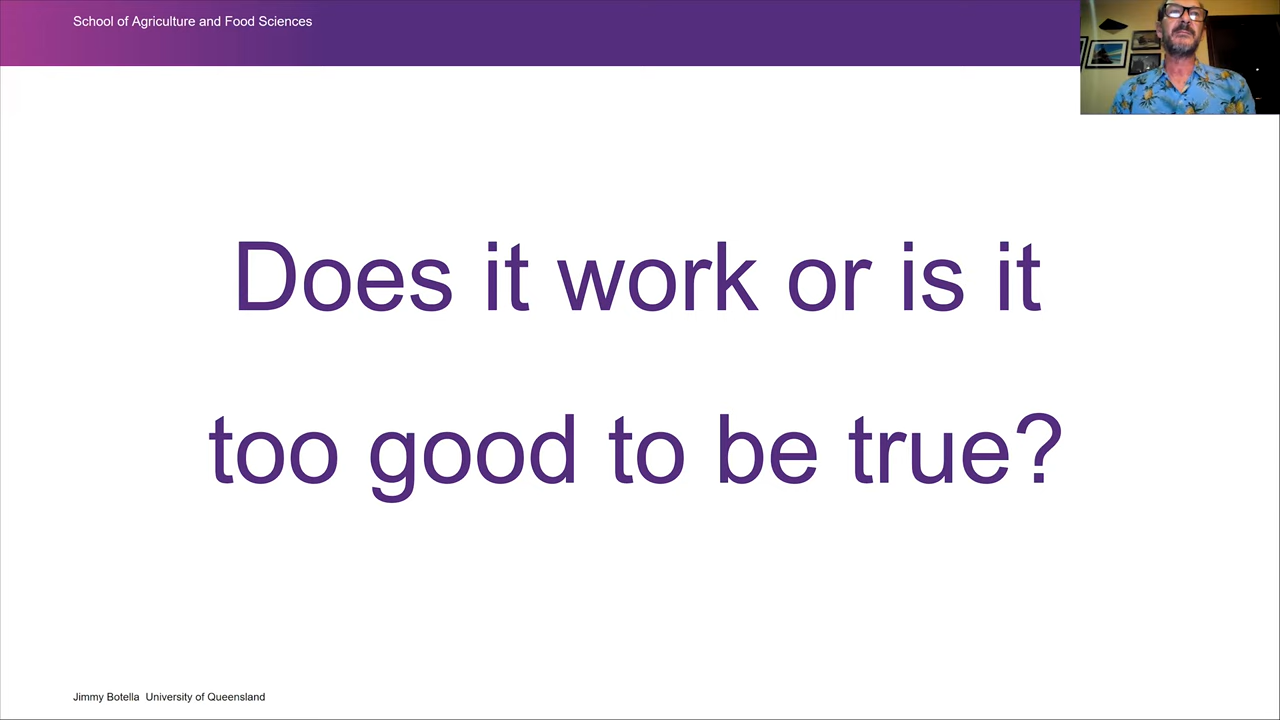 School of Agriculture and Food Sciences
Does it work or is it
too good to be true?
Jimmy Botella University of Queensland